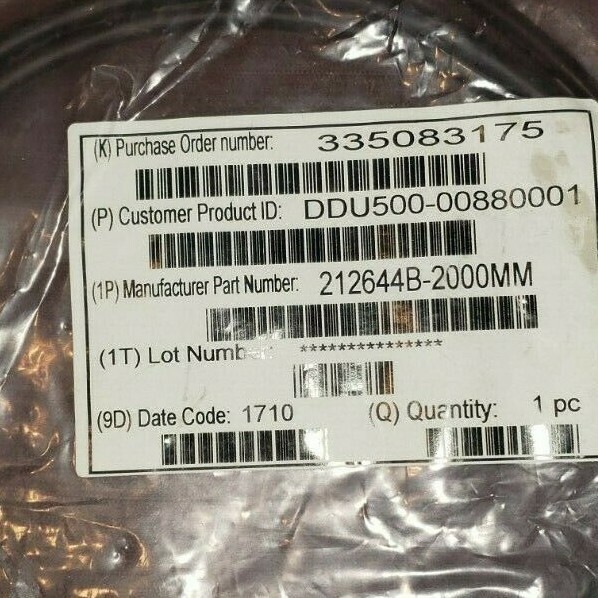 (K) Purchase Order number: 335083175
(P) Customer Product ID: DDU500-00880001
(1P) Manufacturer Part Number: 212644B-2000MM
(1T) Lot Number: ***************
(9D) Date Code: 1710 (Q) Quantity: 1 pc